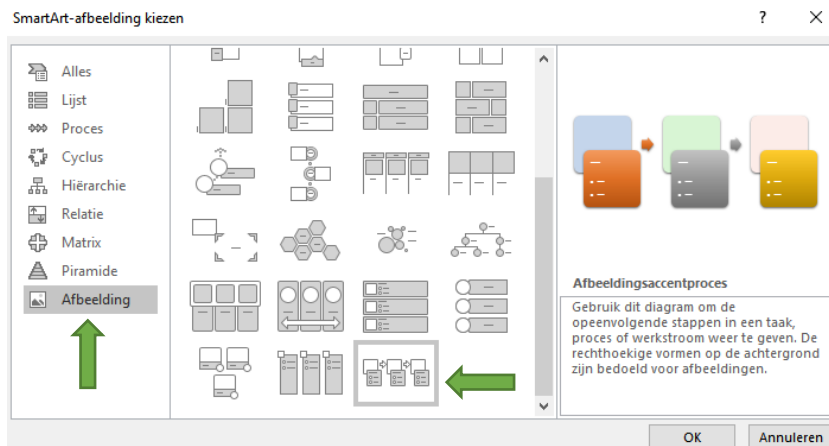 SmartArt-afbeelding kiezen
?
Alles
Lijst
Proces
Cyclus
Hiërarchie
Relatie
Matrix
Piramide
Afbeelding
Afbeeldingsaccentproces
Gebruik dit diagram om de
opeenvolgende stappen in een taak,
proces of werkstroom weer te geven. De
rechthoekige vormen op de achtergrond
zijn bedoeld voor afbeeldingen.
OK
Annuleren